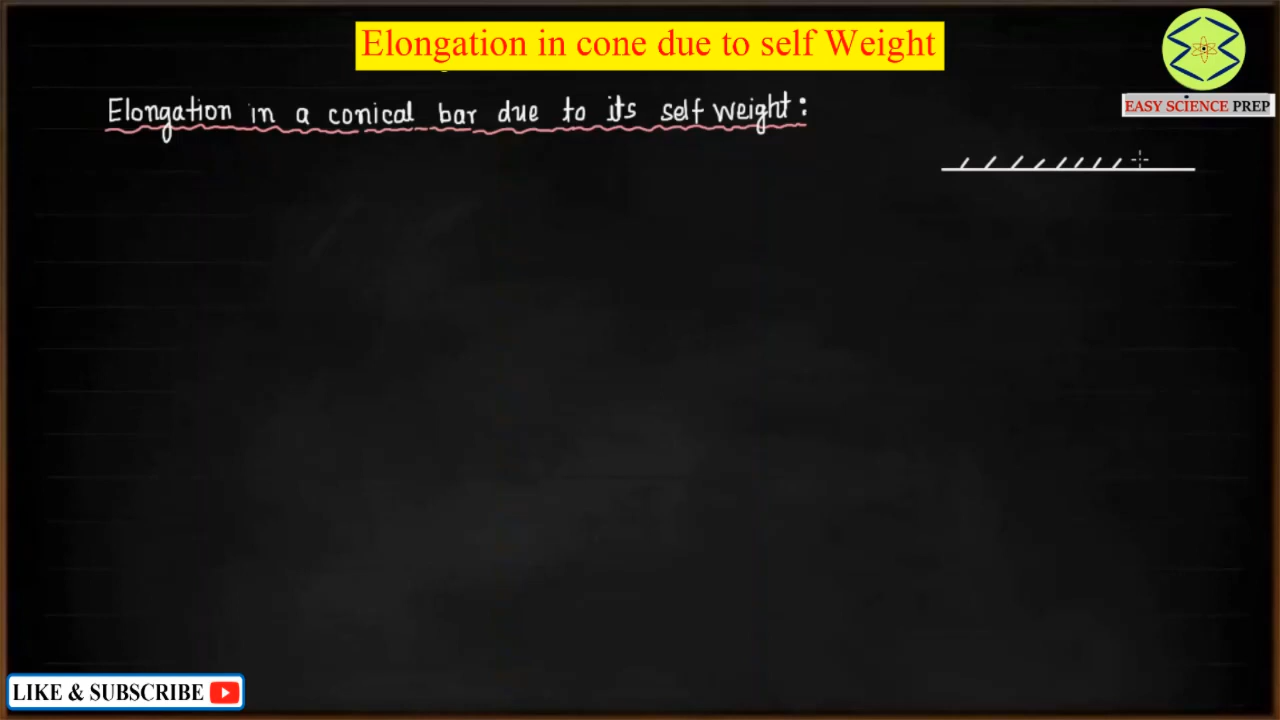 Elongation in cone due to self Weight
EASY SCIENCE PREP
Elongation in a conical bar due to its self weight:
LIKE & SUBSCRIBE